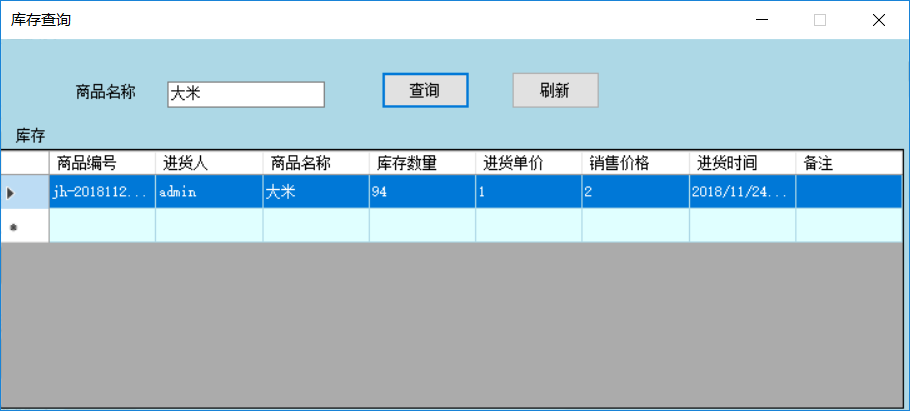 库存查询
商品名称 大米 查询 刷新
库存
商品编号 进货人 商品名称 库存数量 进货单价 销售价格 进货时间 备注
jh-2018112... admin 大米 94 1 2 2018/11/24...